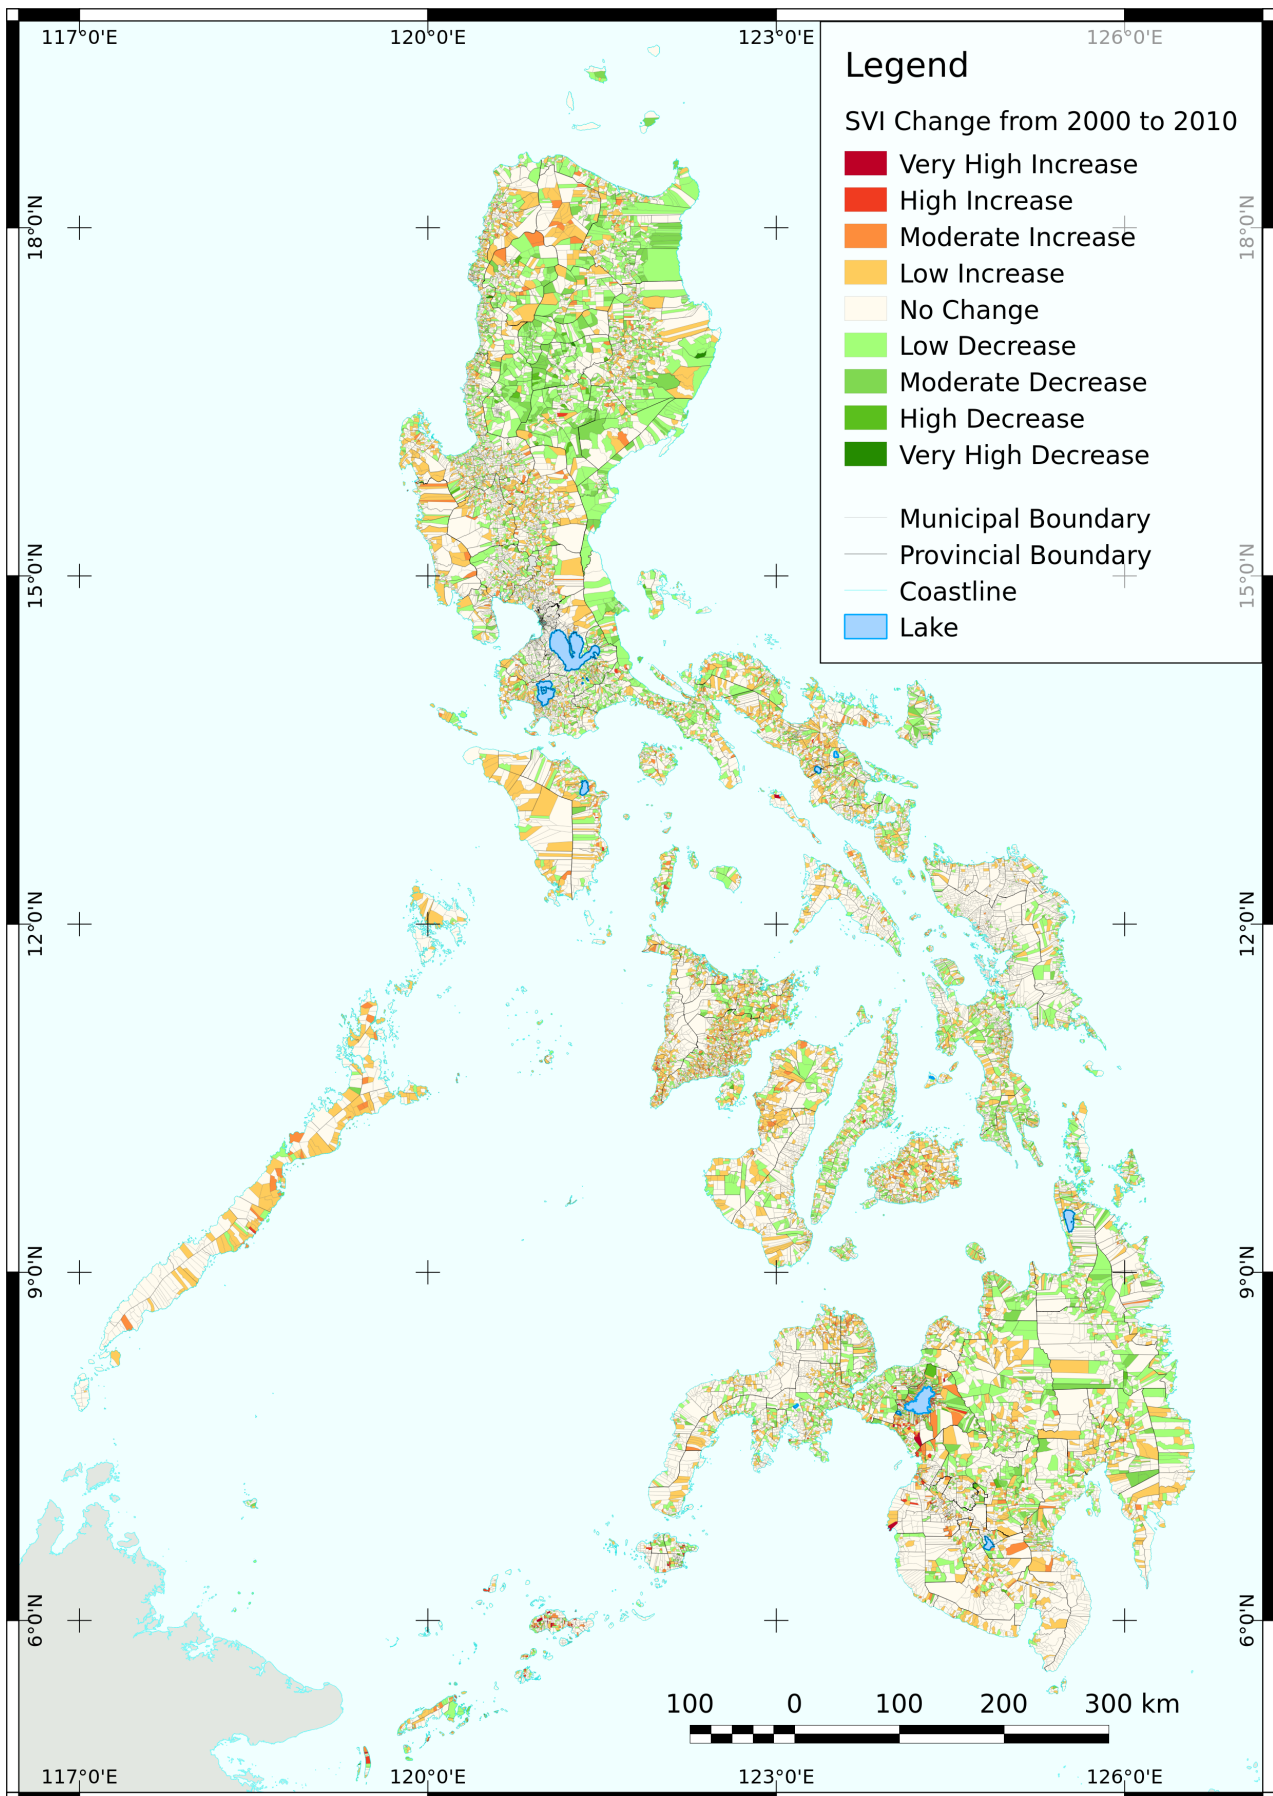 117°0'E 120°0'E 123°0'E 126°0'E
Legend
SVI Change from 2000 to 2010
Very High Increase
High Increase
Moderate Increase
Low Increase
No Change
Low Decrease
Moderate Decrease
High Decrease
Very High Decrease
Municipal Boundary
Provincial Boundary
Coastline
Lake
18°0'N 18°0'N
15°0'N 15°0'N
12°0'N 12°0'N
9°0'N 9°0'N
6°0'N 6°0'N
100 0 100 200 300 km
117°0'E 120°0'E 123°0'E 126°0'E